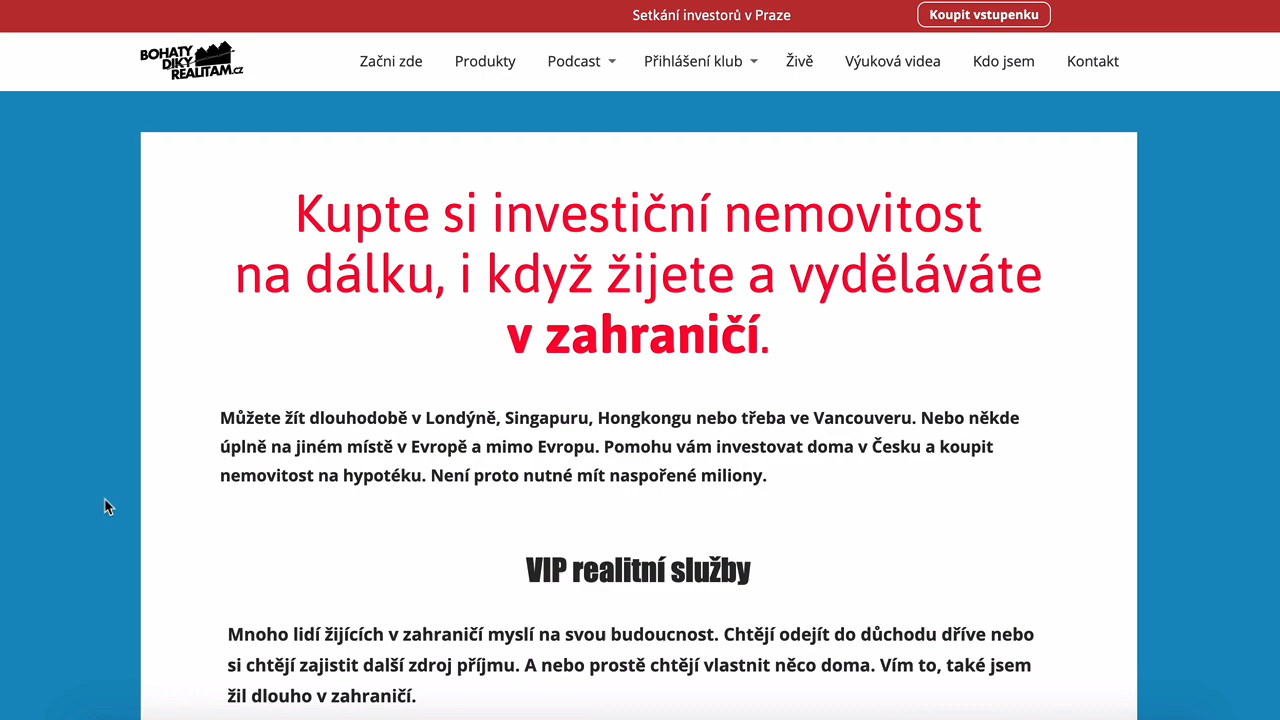 Setkání investorů v Praze
Koupit vstupenku
BOHATY
DIKY
REALITAM.CZ
Začni zde
Produkty
Podcast
Přihlášení klub
Živě
Výuková videa
Kdo jsem
Kontakt
Kupte si investiční nemovitost
na dálku, i když žijete a vyděláváte
v zahraničí.
Můžete žít dlouhodobě v Londýně, Singapuru, Hongkongu nebo třeba ve Vancouveru. Nebo někde
úplně na jiném místě v Evropě a mimo Evropu. Pomohu vám investovat doma v Česku a koupit
nemovitost na hypotéku. Není proto nutné mít naspořené miliony.
VIP realitní služby
Mnoho lidí žijících v zahraničí myslí na svou budoucnost. Chtějí odejít do důchodu dříve nebo
si chtějí zajistit další zdroj příjmu. A nebo prostě chtějí vlastnit něco doma. Vím to, také jsem
žil dlouho v zahraničí.